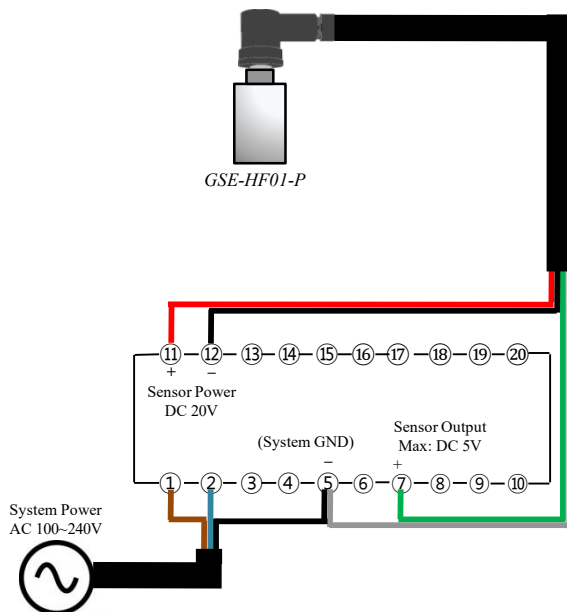 GSE-HF01-P
11 12 13 14 15 16 17 18 19 20
+ −
Sensor Power
DC 20V
(System GND)
−
Sensor Output
Max: DC 5V
+
1 2 3 4 5 6 7 8 9 10
System Power
AC 100~240V